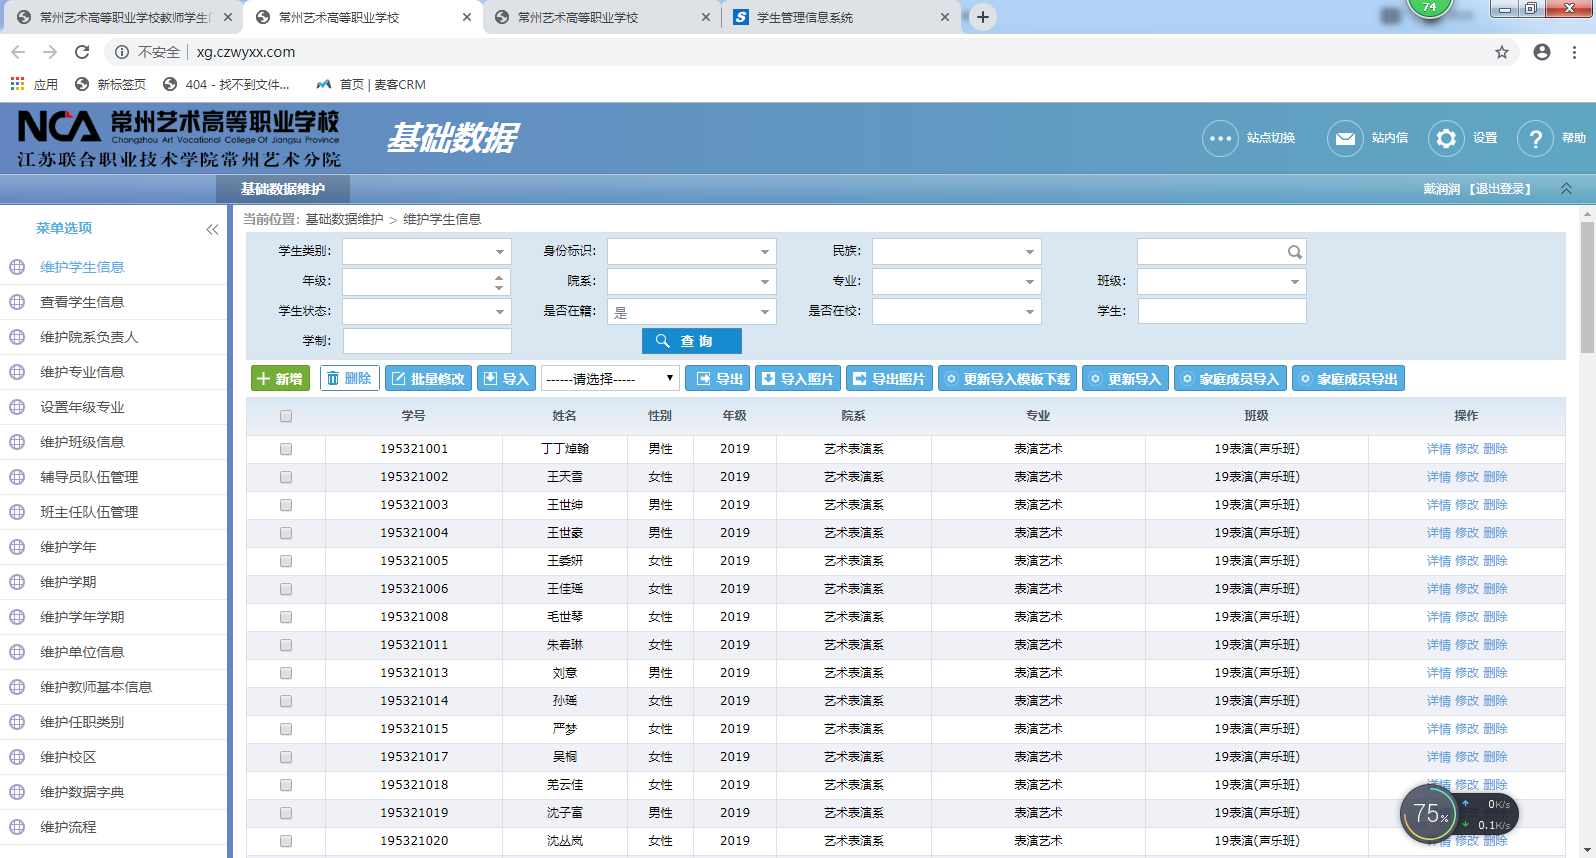 常州艺术高等职业学校教师学生 常州艺术高等职业学校 常州艺术高等职业学校 学生管理信息系统
74
不安全 xg.czwyxx.com
应用 新标签页 404 - 找不到文件... 首页 | 麦客CRM
NCA 常州艺术高等职业学校
Changzhou Art Vocational College Of Jiangsu Province
江苏联合职业技术学院常州艺术分院
基础数据
站点切换 站内信 设置 帮助
基础数据维护 戴润润 【退出登录】
菜单选项
维护学生信息
查看学生信息
维护院系负责人
维护专业信息
设置年级专业
维护班级信息
辅导员队伍管理
班主任队伍管理
维护学年
维护学期
维护学年学期
维护单位信息
维护教师基本信息
维护任职类别
维护校区
维护数据字典
维护流程
当前位置: 基础数据维护 > 维护学生信息
学生类别: 身份标识: 民族:
年级: 院系: 专业: 班级:
学生状态: 是否在籍: 是 是否在校: 学生:
学制: 查 询
新增 删除 批量修改 导入 ------请选择----- 导出 导入照片 导出照片 更新导入模板下载 更新导入 家庭成员导入 家庭成员导出
学号 姓名 性别 年级 院系 专业 班级 操作
195321001 丁丁焯翰 男性 2019 艺术表演系 表演艺术 19表演(声乐班) 详情 修改 删除
195321002 王天雪 女性 2019 艺术表演系 表演艺术 19表演(声乐班) 详情 修改 删除
195321003 王世绅 男性 2019 艺术表演系 表演艺术 19表演(声乐班) 详情 修改 删除
195321004 王世豪 男性 2019 艺术表演系 表演艺术 19表演(声乐班) 详情 修改 删除
195321005 王委妍 女性 2019 艺术表演系 表演艺术 19表演(声乐班) 详情 修改 删除
195321006 王佳瑶 女性 2019 艺术表演系 表演艺术 19表演(声乐班) 详情 修改 删除
195321008 毛世琴 女性 2019 艺术表演系 表演艺术 19表演(声乐班) 详情 修改 删除
195321011 朱春琳 女性 2019 艺术表演系 表演艺术 19表演(声乐班) 详情 修改 删除
195321013 刘意 男性 2019 艺术表演系 表演艺术 19表演(声乐班) 详情 修改 删除
195321014 孙瑶 女性 2019 艺术表演系 表演艺术 19表演(声乐班) 详情 修改 删除
195321015 严梦 女性 2019 艺术表演系 表演艺术 19表演(声乐班) 详情 修改 删除
195321017 吴桐 女性 2019 艺术表演系 表演艺术 19表演(声乐班) 详情 修改 删除
195321018 羌云佳 女性 2019 艺术表演系 表演艺术 19表演(声乐班) 详情 修改 删除
195321019 沈子富 男性 2019 艺术表演系 表演艺术 19表演(声乐班)
195321020 沈丛岚 女性 2019 艺术表演系 表演艺术 19表演(声乐班) 详情 修改 删除
75% 0K/s
0.1K/s